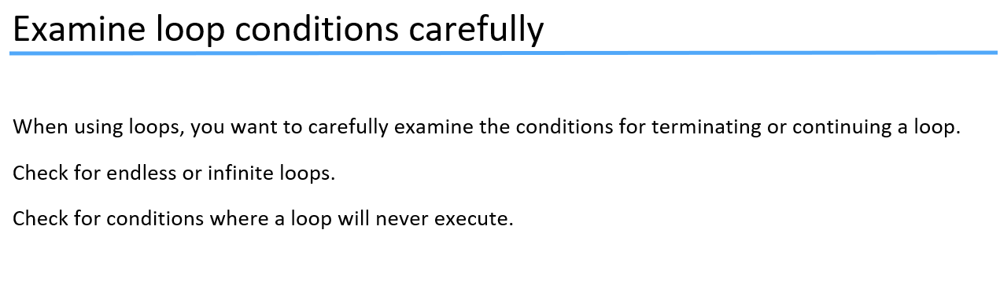 Examine loop conditions carefully
When using loops, you want to carefully examine the conditions for terminating or continuing a loop.
Check for endless or infinite loops.
Check for conditions where a loop will never execute.